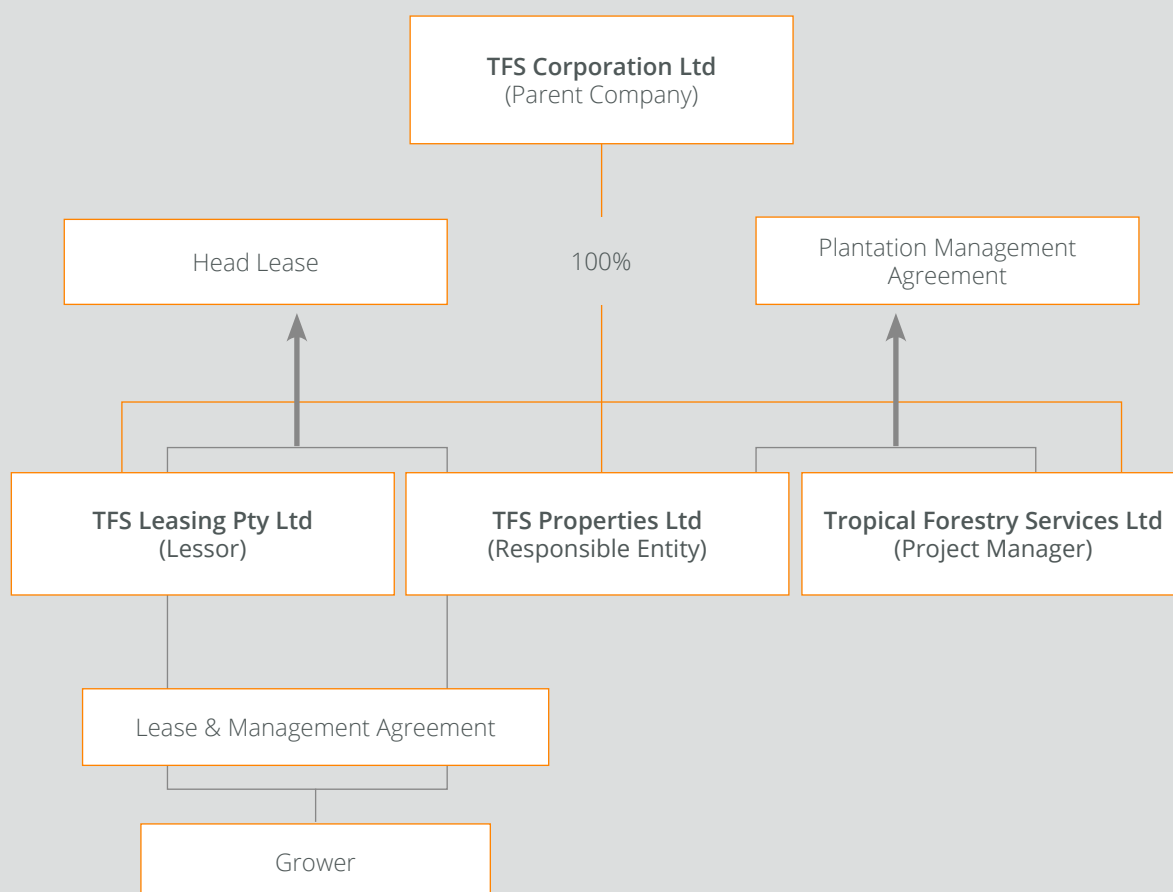 TFS Corporation Ltd
(Parent Company)
Head Lease
100%
Plantation Management
Agreement
TFS Leasing Pty Ltd
(Lessor)
TFS Properties Ltd
(Responsible Entity)
Tropical Forestry Services Ltd
(Project Manager)
Lease & Management Agreement
Grower